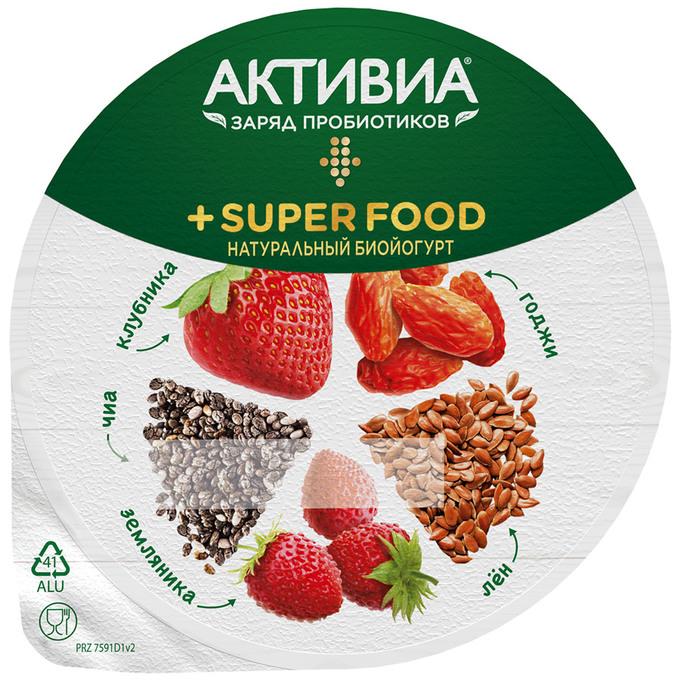 АКТИВИА®
ЗАРЯД ПРОБИОТИКОВ
+ SUPER FOOD
НАТУРАЛЬНЫЙ БИОЙОГУРТ
клубника
годжи
чиа
земляника
лён
41
ALU
PRZ 7591D1v2